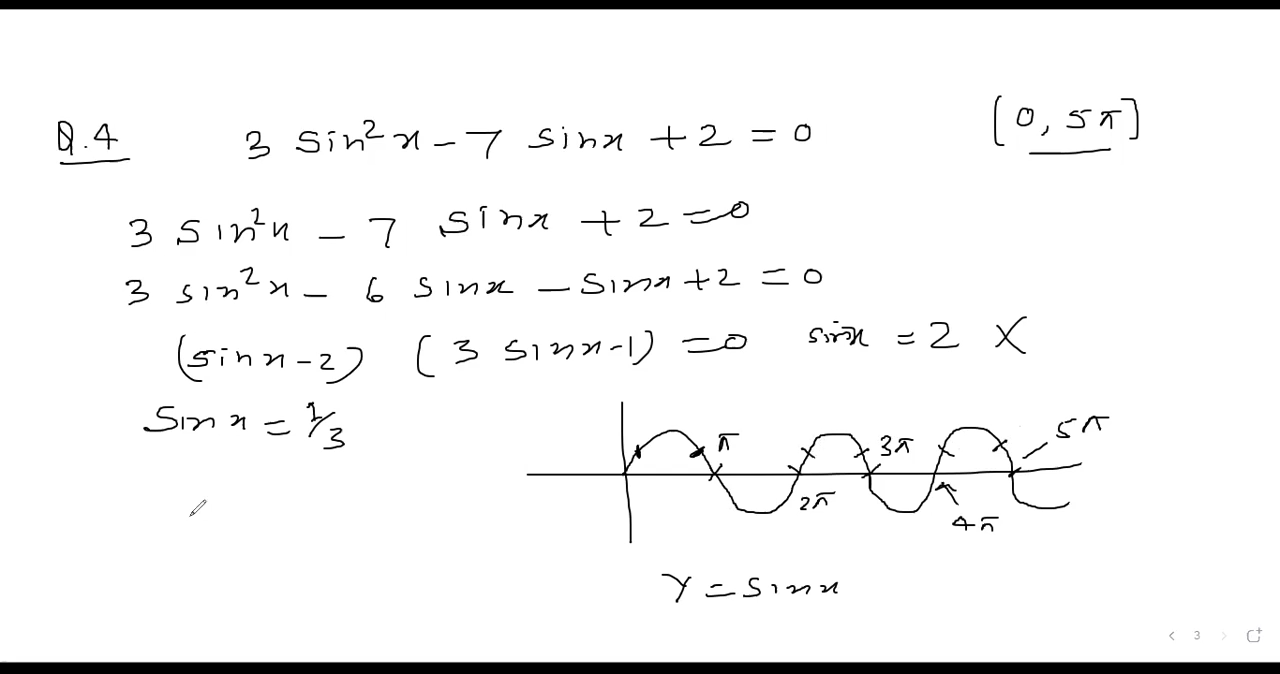 Q.4 3 sin²x - 7 sinx + 2 = 0 [0, 5π]
3 sin²x - 7 sinx + 2 = 0
3 sin²x - 6 sinx - sinx + 2 = 0
(sinx - 2) (3 sinx - 1) = 0 sinx = 2 X
sinx = 1/3
π 3π 5π
2π 4π
Y = sinx
< 3 >